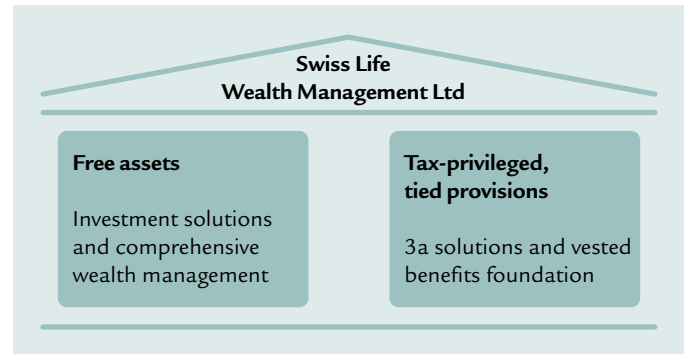 Swiss Life
Wealth Management Ltd
Free assets
Investment solutions
and comprehensive
wealth management
Tax-privileged,
tied provisions
3a solutions and vested
benefits foundation